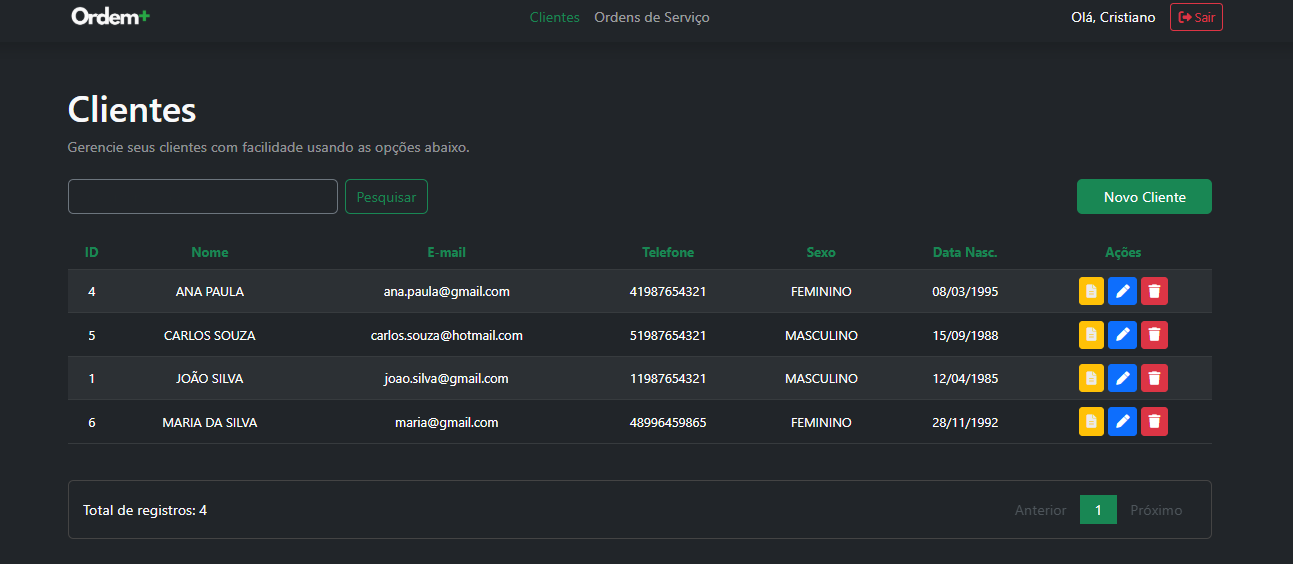 Ordem+ Clientes Ordens de Serviço Olá, Cristiano Sair
Clientes
Gerencie seus clientes com facilidade usando as opções abaixo.
Pesquisar Novo Cliente
ID Nome E-mail Telefone Sexo Data Nasc. Ações
4 ANA PAULA ana.paula@gmail.com 41987654321 FEMININO 08/03/1995
5 CARLOS SOUZA carlos.souza@hotmail.com 51987654321 MASCULINO 15/09/1988
1 JOÃO SILVA joao.silva@gmail.com 11987654321 MASCULINO 12/04/1985
6 MARIA DA SILVA maria@gmail.com 48996459865 FEMININO 28/11/1992
Total de registros: 4 Anterior 1 Próximo